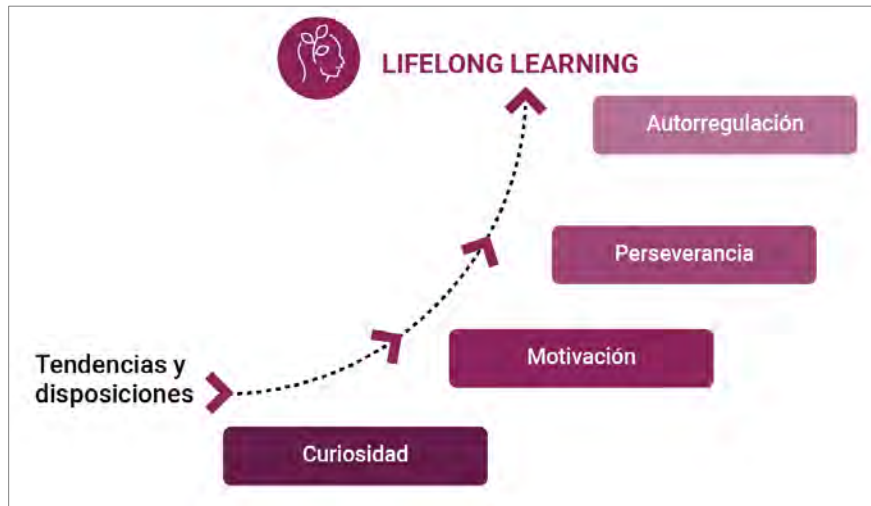 LIFELONG LEARNING
Autorregulación
Perseverancia
Motivación
Tendencias y
disposiciones
Curiosidad